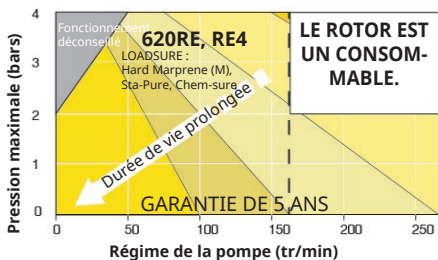 Fonctionnement
déconseillé
620RE, RE4
LOADSURE :
Hard Marprene (M),
Sta-Pure, Chem-sure
LE ROTOR EST
UN CONSOM-
MABLE.
Durée de vie prolongée
GARANTIE DE 5 ANS
Pression maximale (bars)
4
3
2
1
0
0 50 100 150 200 250
Régime de la pompe (tr/min)